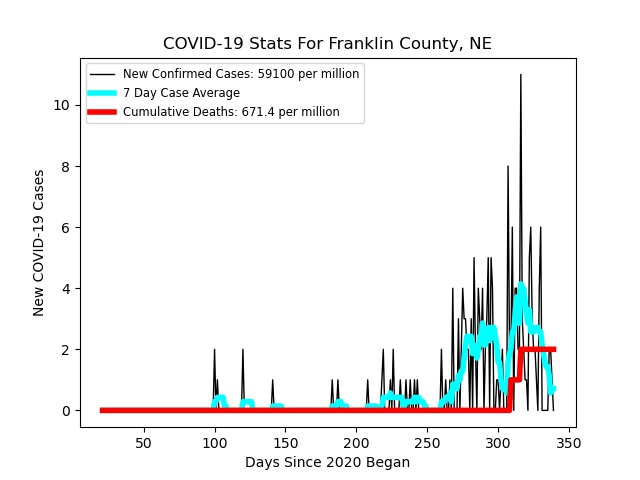 COVID-19 Stats For Franklin County, NE
New Confirmed Cases: 59100 per million
7 Day Case Average
Cumulative Deaths: 671.4 per million
New COVID-19 Cases
10
8
6
4
2
0
50 100 150 200 250 300 350
Days Since 2020 Began